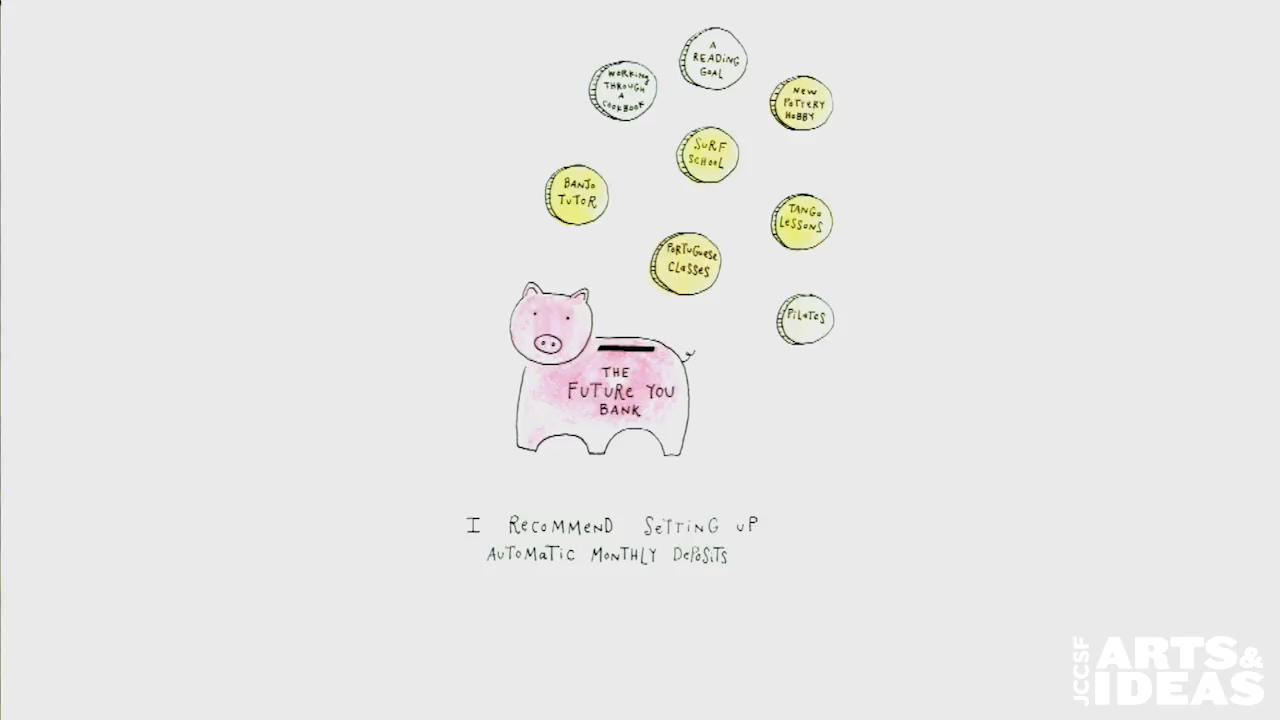 A
READING
GOAL
WORKING
THROUGH
A
COOKBOOK
NEW
POTTERY
HOBBY
SURF
SCHOOL
BANJO
TUTOR
TANGO
LESSONS
PORTUGUESE
CLASSES
PILATES
THE
FUTURE YOU
BANK
I RECOMMEND SETTING UP
AUTOMATIC MONTHLY DEPOSITS
JCCSF
ARTS&
IDEAS